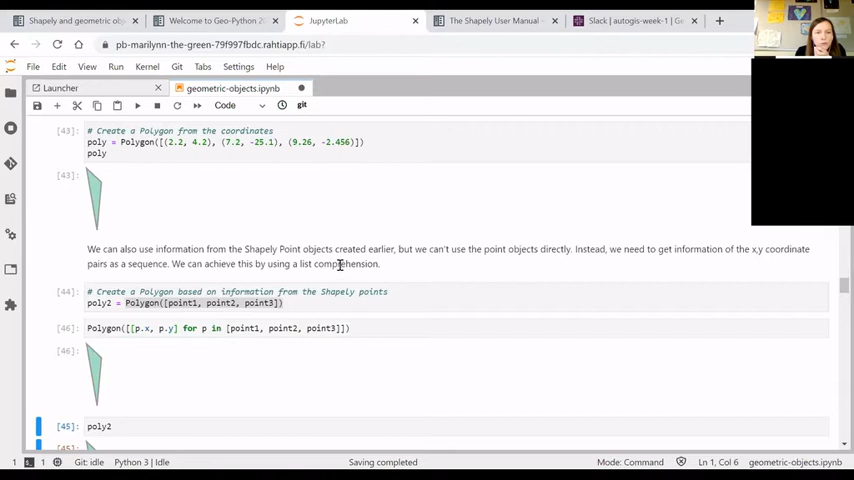 Shapely and geometric obj
Welcome to Geo-Python 20
JupyterLab
The Shapely User Manual —
Slack | autogis-week-1 | Ge
pb-marilynn-the-green-79f997fbdc.rahtiapp.fi/lab?
File Edit View Run Kernel Git Tabs Settings Help
Launcher
geometric-objects.ipynb
Code
git
[43]: # Create a Polygon from the coordinates
poly = Polygon([(2.2, 4.2), (7.2, -25.1), (9.26, -2.456)])
poly
[43]:
We can also use information from the Shapely Point objects created earlier, but we can't use the point objects directly. Instead, we need to get information of the x,y coordinate
pairs as a sequence. We can achieve this by using a list comprehension.
[44]: # Create a Polygon based on information from the Shapely points
poly2 = Polygon([point1, point2, point3])
[46]: Polygon([[p.x, p.y] for p in [point1, point2, point3]])
[46]:
[45]: poly2
[45]:
1 1 Git: idle Python 3 | Idle Saving completed Mode: Command Ln 1, Col 6 geometric-objects.ipynb